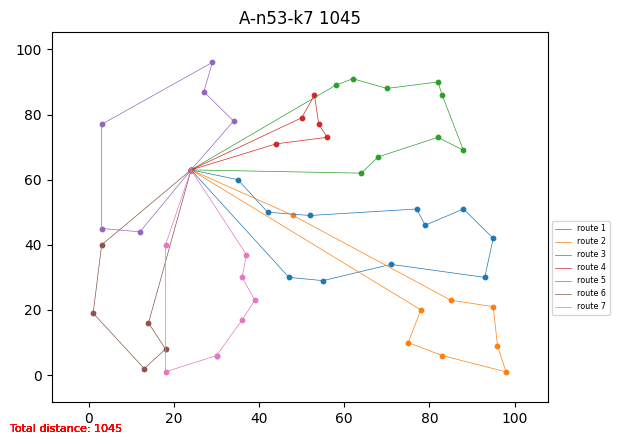 A-n53-k7 1045
100
80
60
40
20
0
0 20 40 60 80 100
route 1
route 2
route 3
route 4
route 5
route 6
route 7
Total distance: 1045